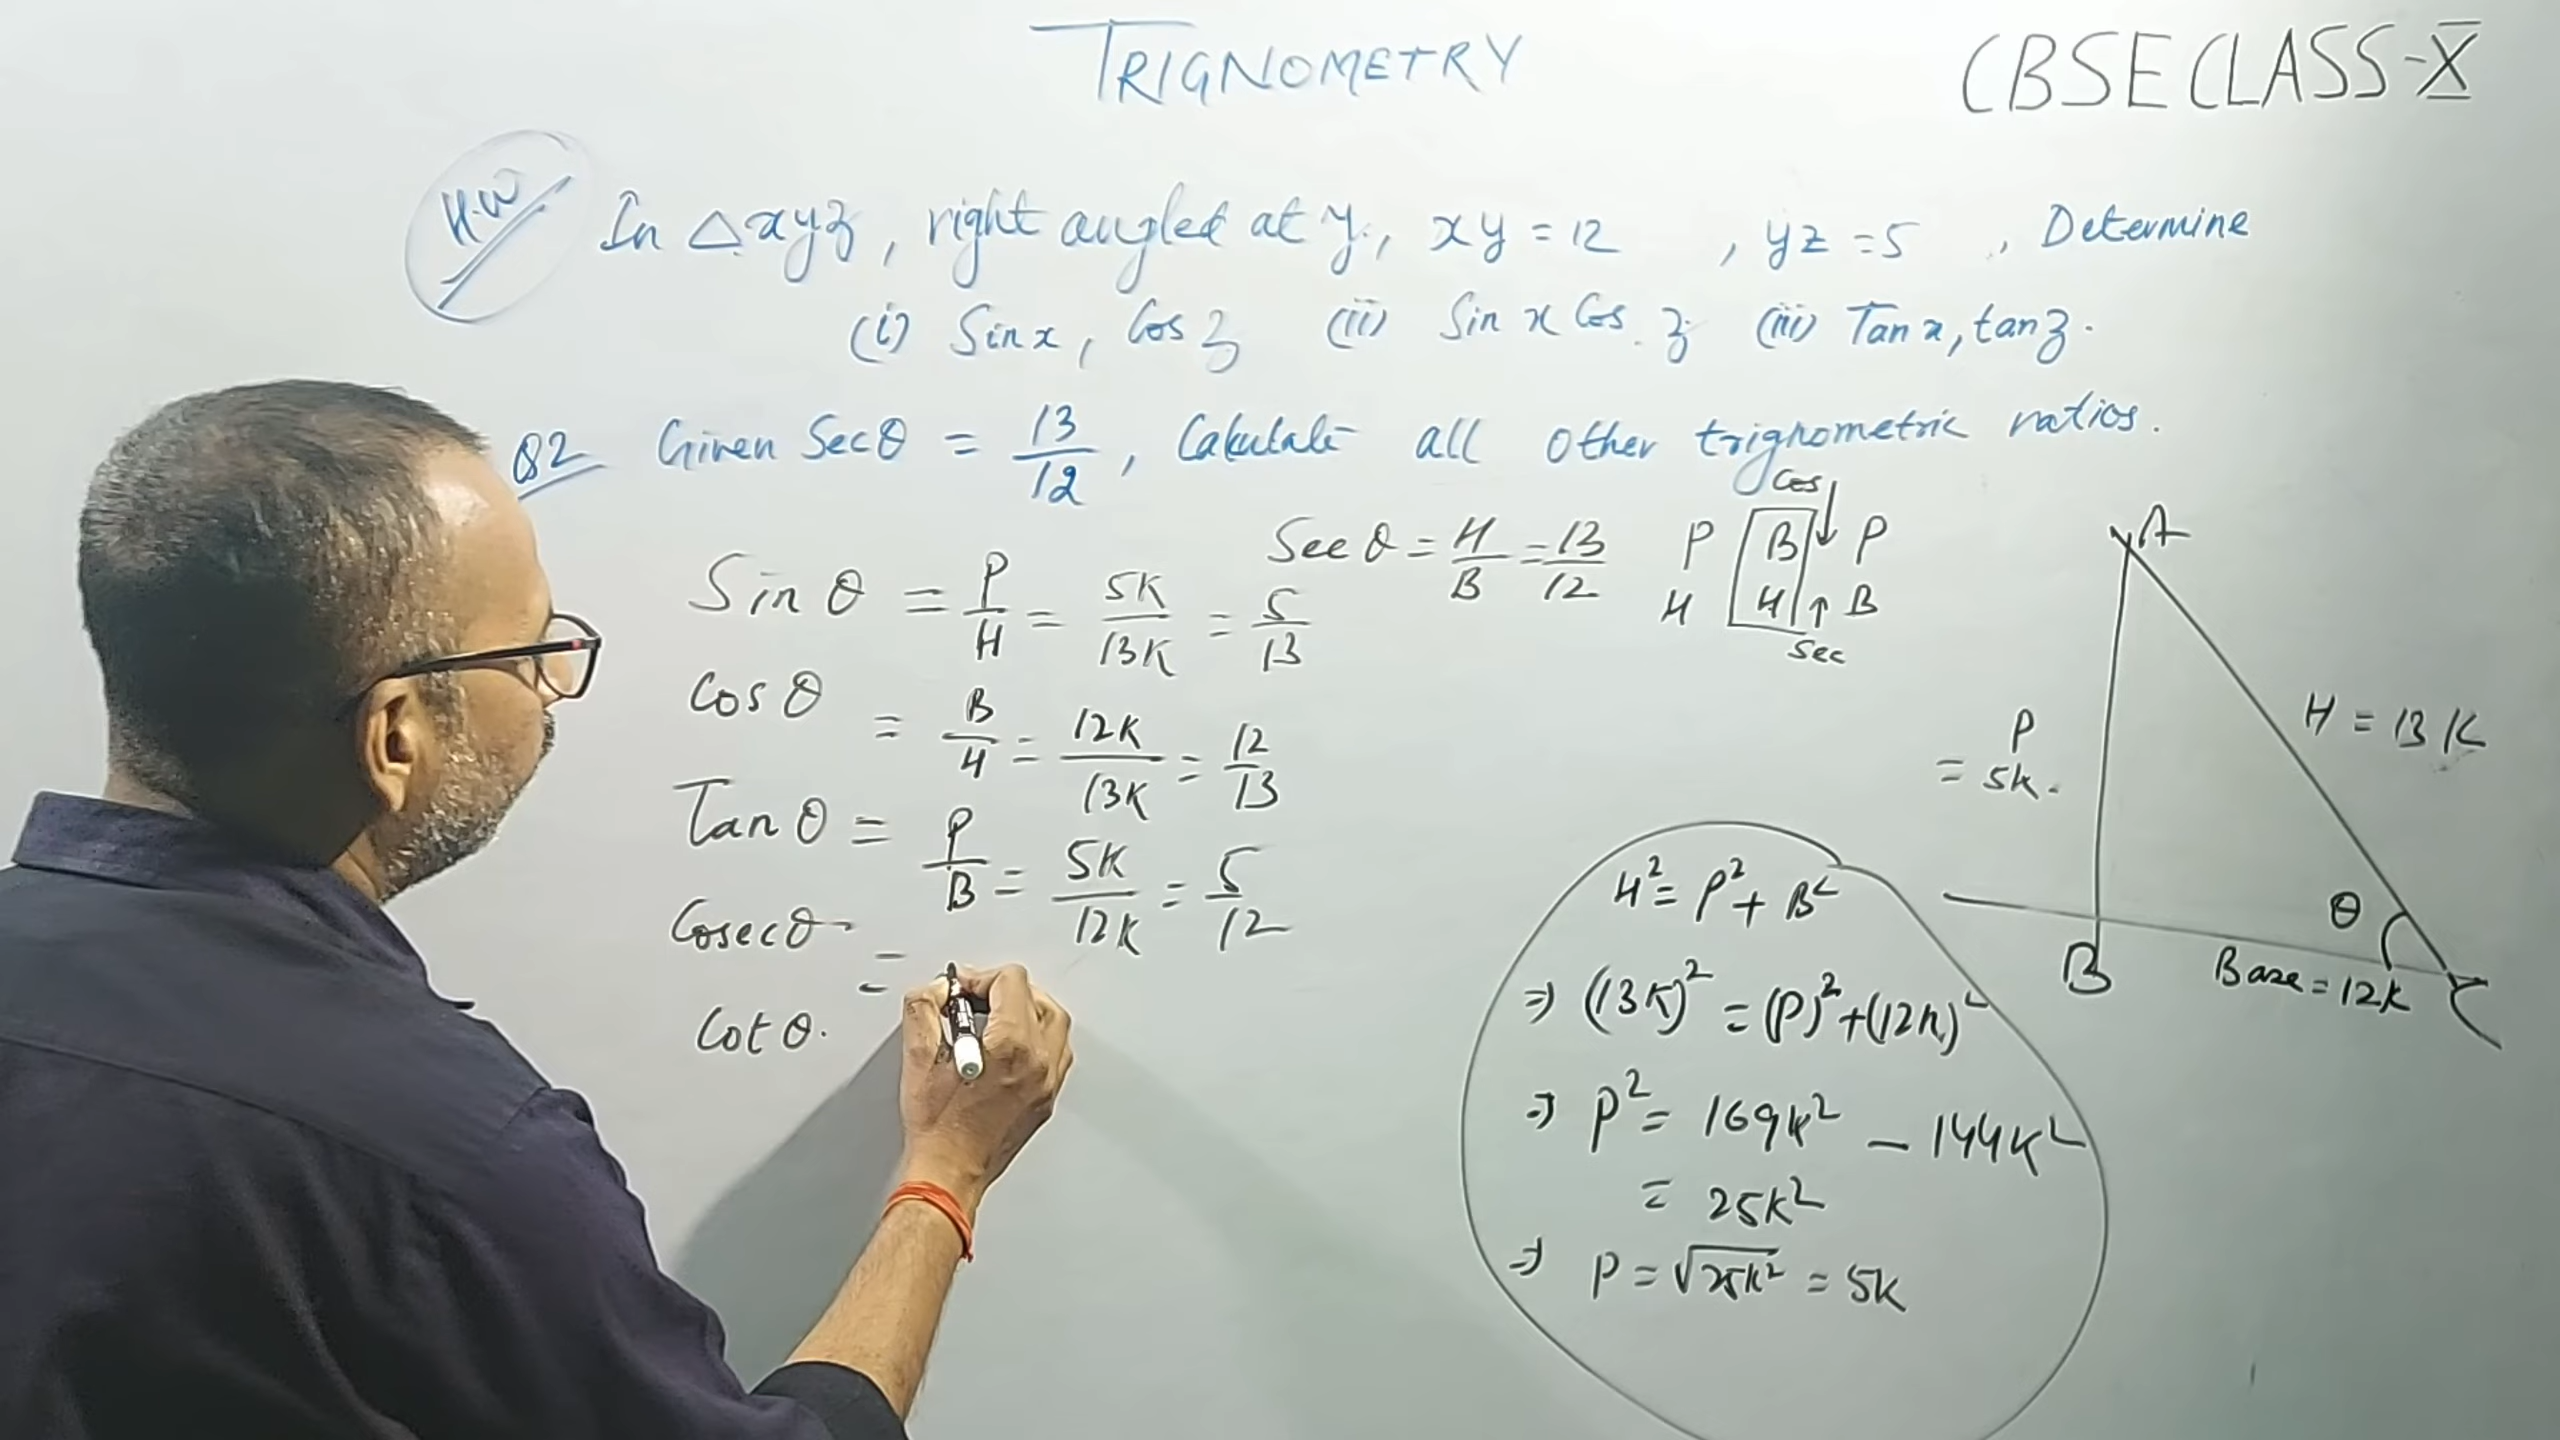 TRIGNOMETRY
CBSE CLASS-X
H.W
In △xyz, right angled at y, xy = 12 , yz = 5 , Determine
(i) Sin x, Cos z (ii) Sin x Cos z (iii) Tan x, tan z.
Q2 Given Sec θ = 13/12, Calculate all other trignometric ratios.
Sin θ = P/H = 5K/13K = 5/13
Cos θ = B/H = 12K/13K = 12/13
Tan θ = P/B = 5K/12K = 5/12
Cosec θ =
Cot θ.
Sec θ = H/B = 13/12
Cos ↓
P B P
H H ↑ B
Sec
A
P = 5k.
H = 13K
θ
B
Base = 12k
C
H² = P² + B²
⇒ (13K)² = (P)² + (12K)²
⇒ P² = 169K² - 144K²
= 25K²
⇒ P = √25K² = 5K